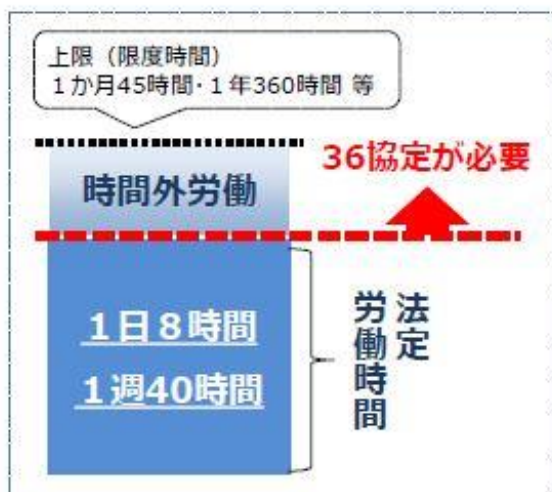 上限（限度時間）
１か月45時間・１年360時間 等
36協定が必要
時間外労働
１日８時間
１週40時間
法定
労働時間